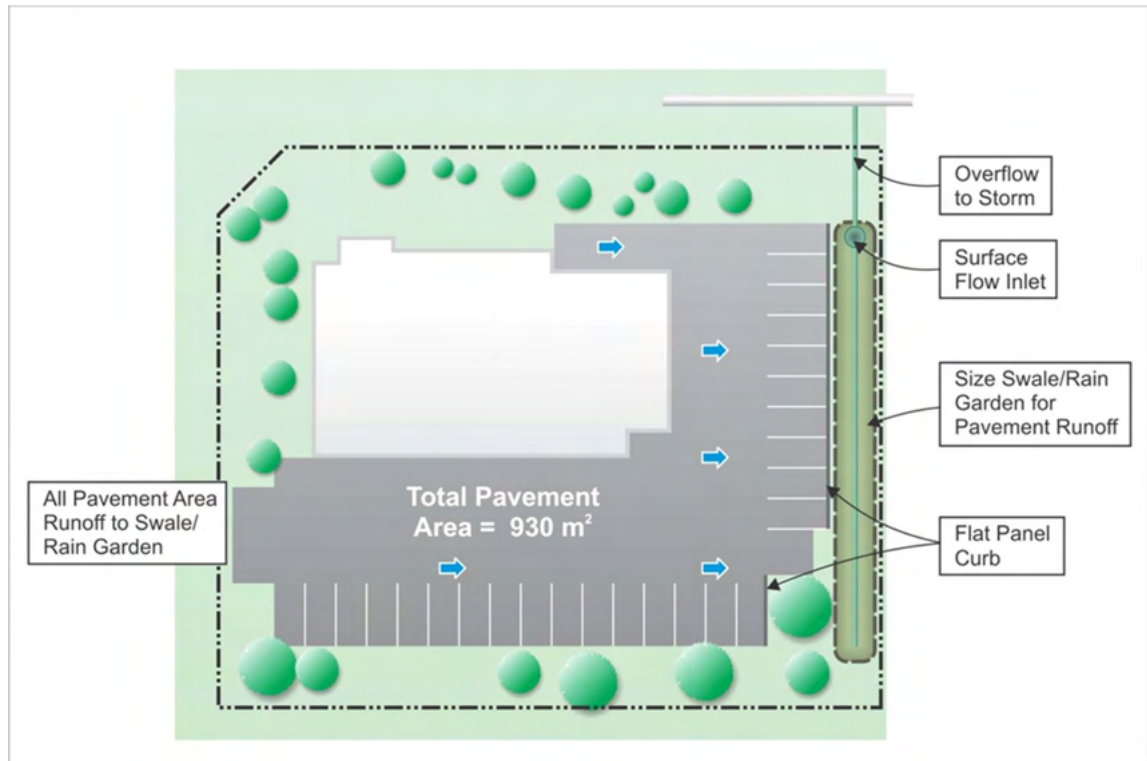 Overflow
to Storm
Surface
Flow Inlet
Size Swale/Rain
Garden for
Pavement Runoff
All Pavement Area
Runoff to Swale/
Rain Garden
Total Pavement
Area = 930 m²
Flat Panel
Curb